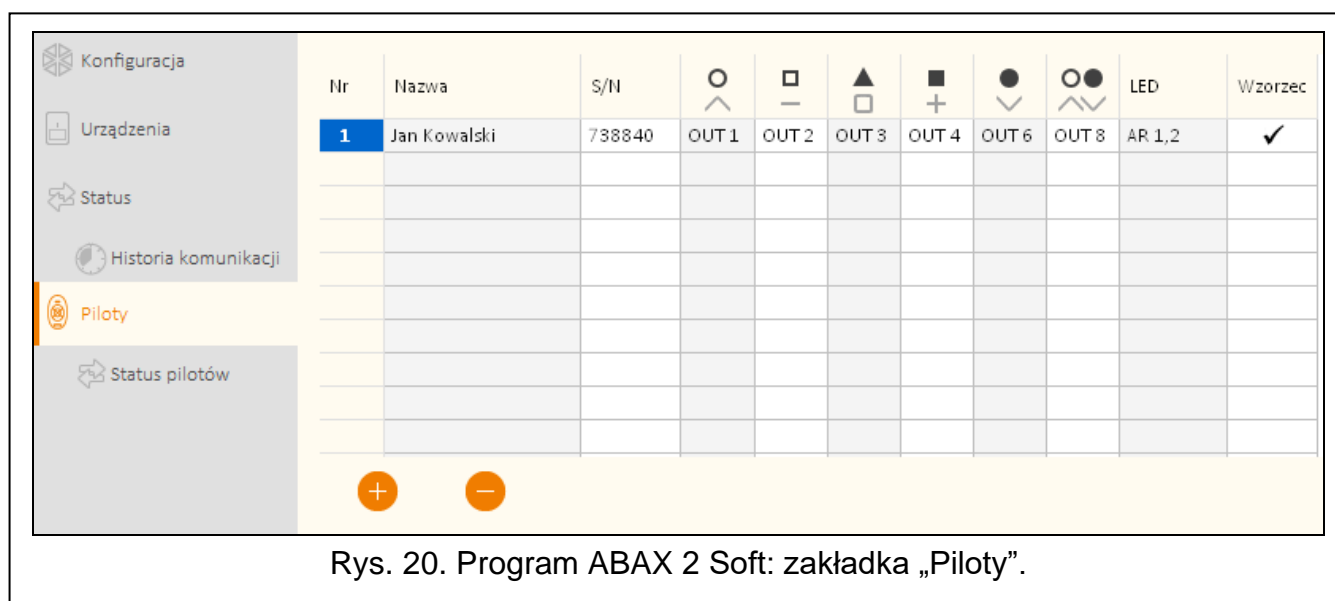 Konfiguracja
Urządzenia
Status
Historia komunikacji
Piloty
Status pilotów
Nr Nazwa S/N LED Wzorzec
1 Jan Kowalski 738840 OUT 1 OUT 2 OUT 3 OUT 4 OUT 6 OUT 8 AR 1,2 ✓
Rys. 20. Program ABAX 2 Soft: zakładka „Piloty”.